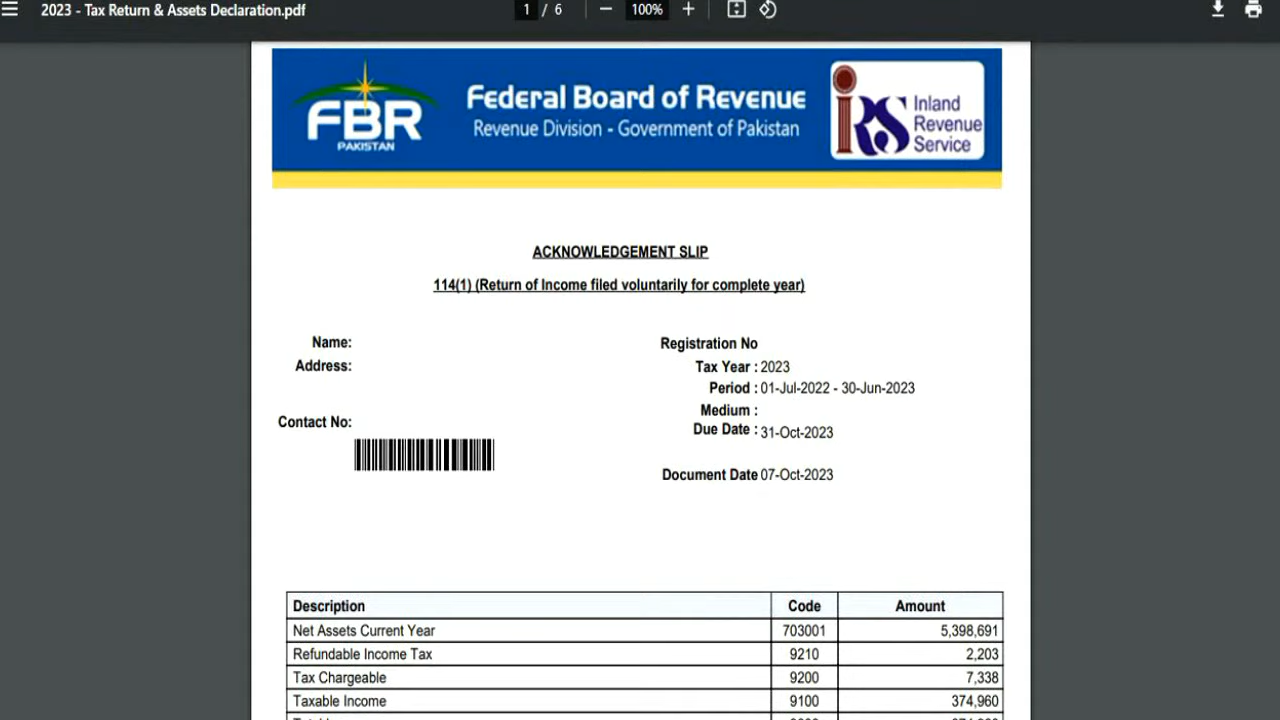 2023 - Tax Return & Assets Declaration.pdf
1 / 6
100%
FBR
PAKISTAN
Federal Board of Revenue
Revenue Division - Government of Pakistan
iRS Inland Revenue Service
ACKNOWLEDGEMENT SLIP
114(1) (Return of Income filed voluntarily for complete year)
Name:
Address:
Contact No:
Registration No
Tax Year : 2023
Period : 01-Jul-2022 - 30-Jun-2023
Medium :
Due Date : 31-Oct-2023
Document Date 07-Oct-2023
Description Code Amount
Net Assets Current Year 703001 5,398,691
Refundable Income Tax 9210 2,203
Tax Chargeable 9200 7,338
Taxable Income 9100 374,960